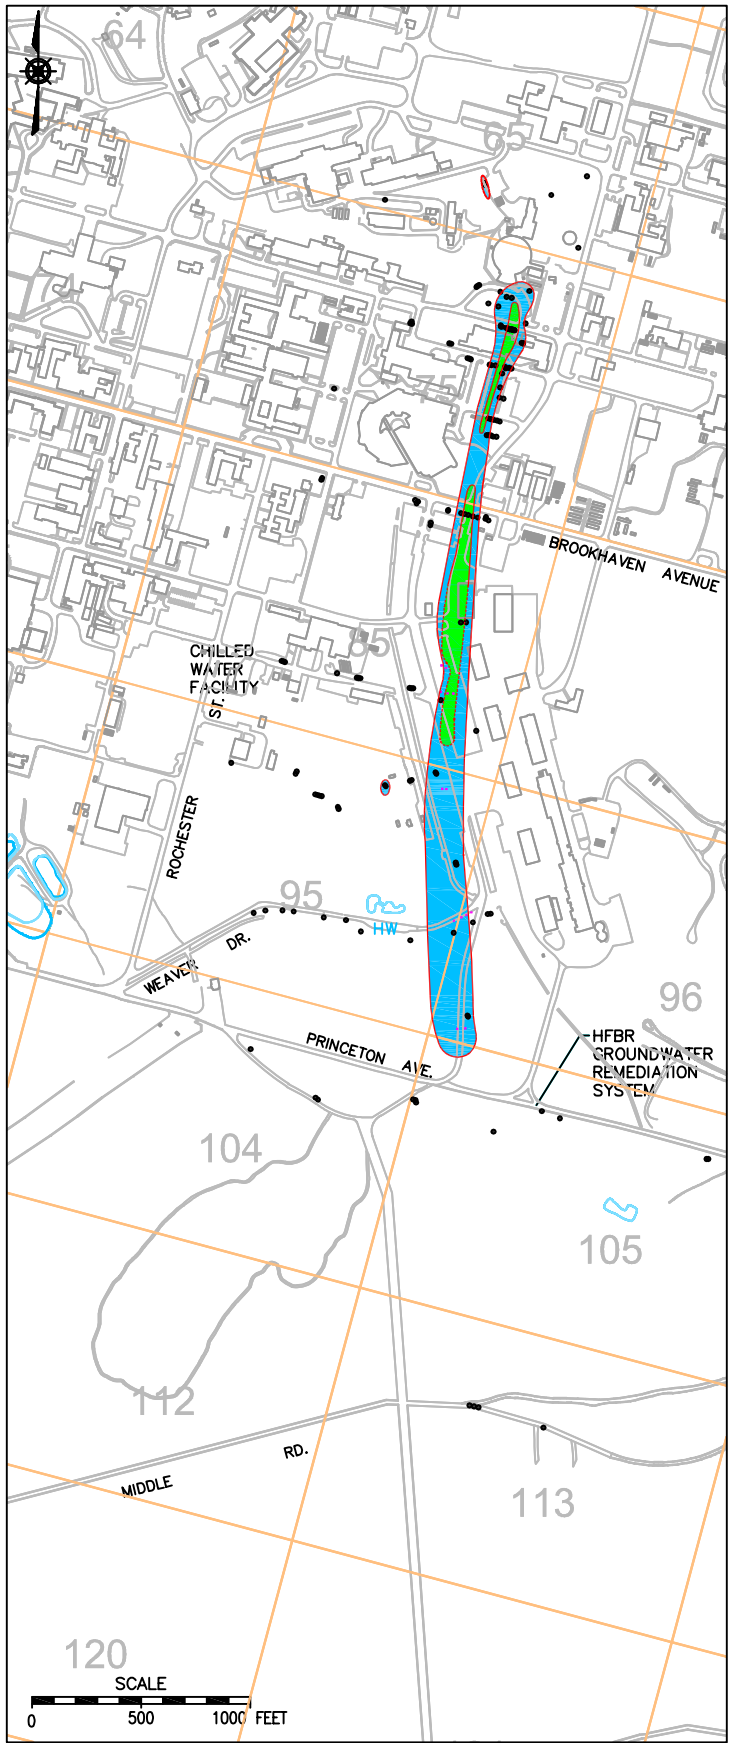 64
65
74
75
BROOKHAVEN AVENUE
85
CHILLED
WATER
FACILITY
ST.
ROCHESTER
95
HW
WEAVER DR.
96
PRINCETON AVE.
HFBR
GROUNDWATER
REMEDIATION
SYSTEM
104
105
112
MIDDLE RD.
113
120
SCALE
0 500 1000 FEET